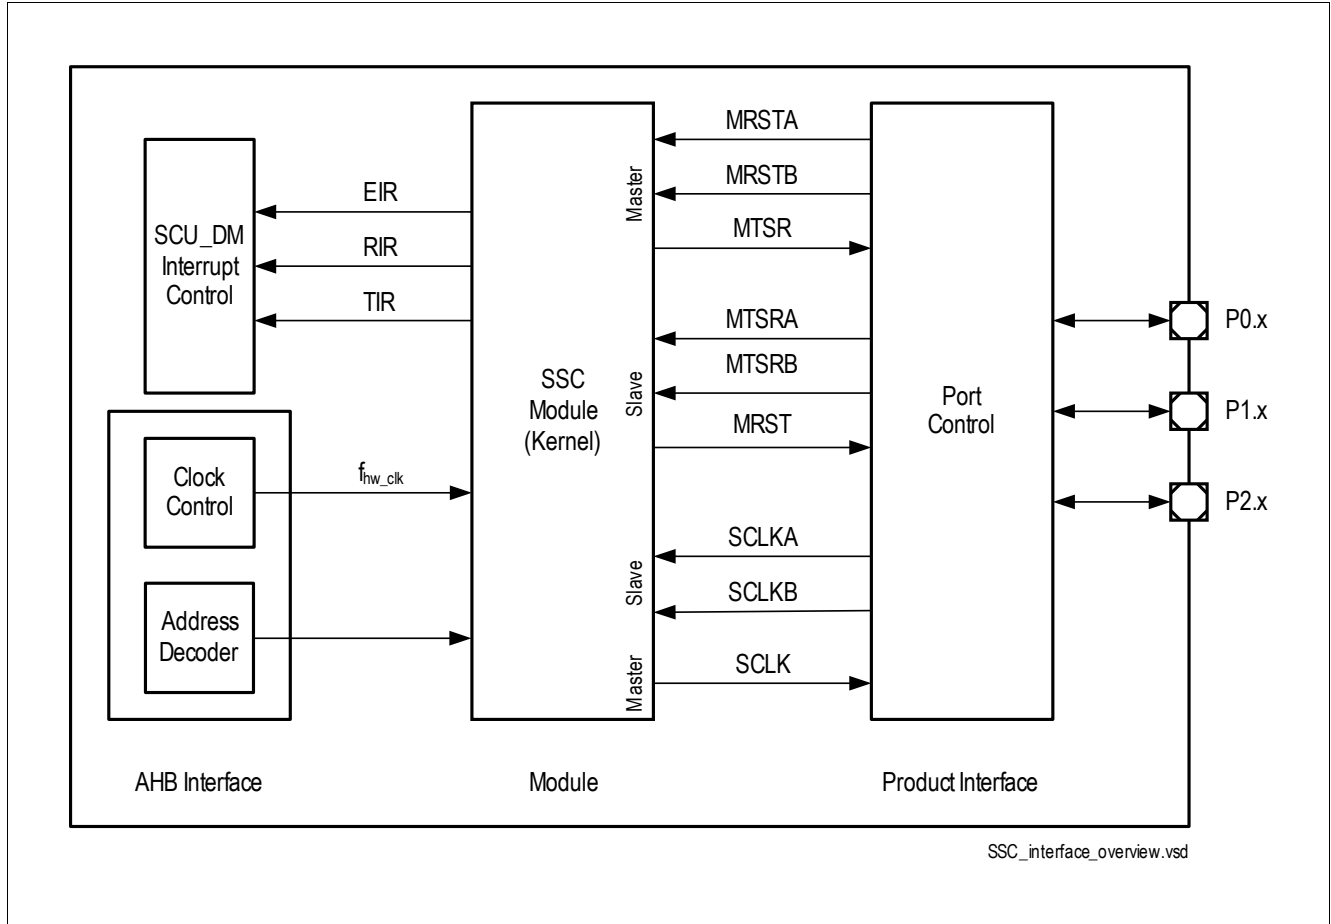 MRSTA
MRSTB
MTSR
Master
EIR
RIR
TIR
SCU_DM
Interrupt
Control
MTSRA
MTSRB
MRST
Slave
SSC
Module
(Kernel)
Port
Control
P0.x
P1.x
P2.x
Clock
Control
fhw_clk
SCLKA
SCLKB
Slave
Address
Decoder
SCLK
Master
AHB Interface
Module
Product Interface
SSC_interface_overview.vsd